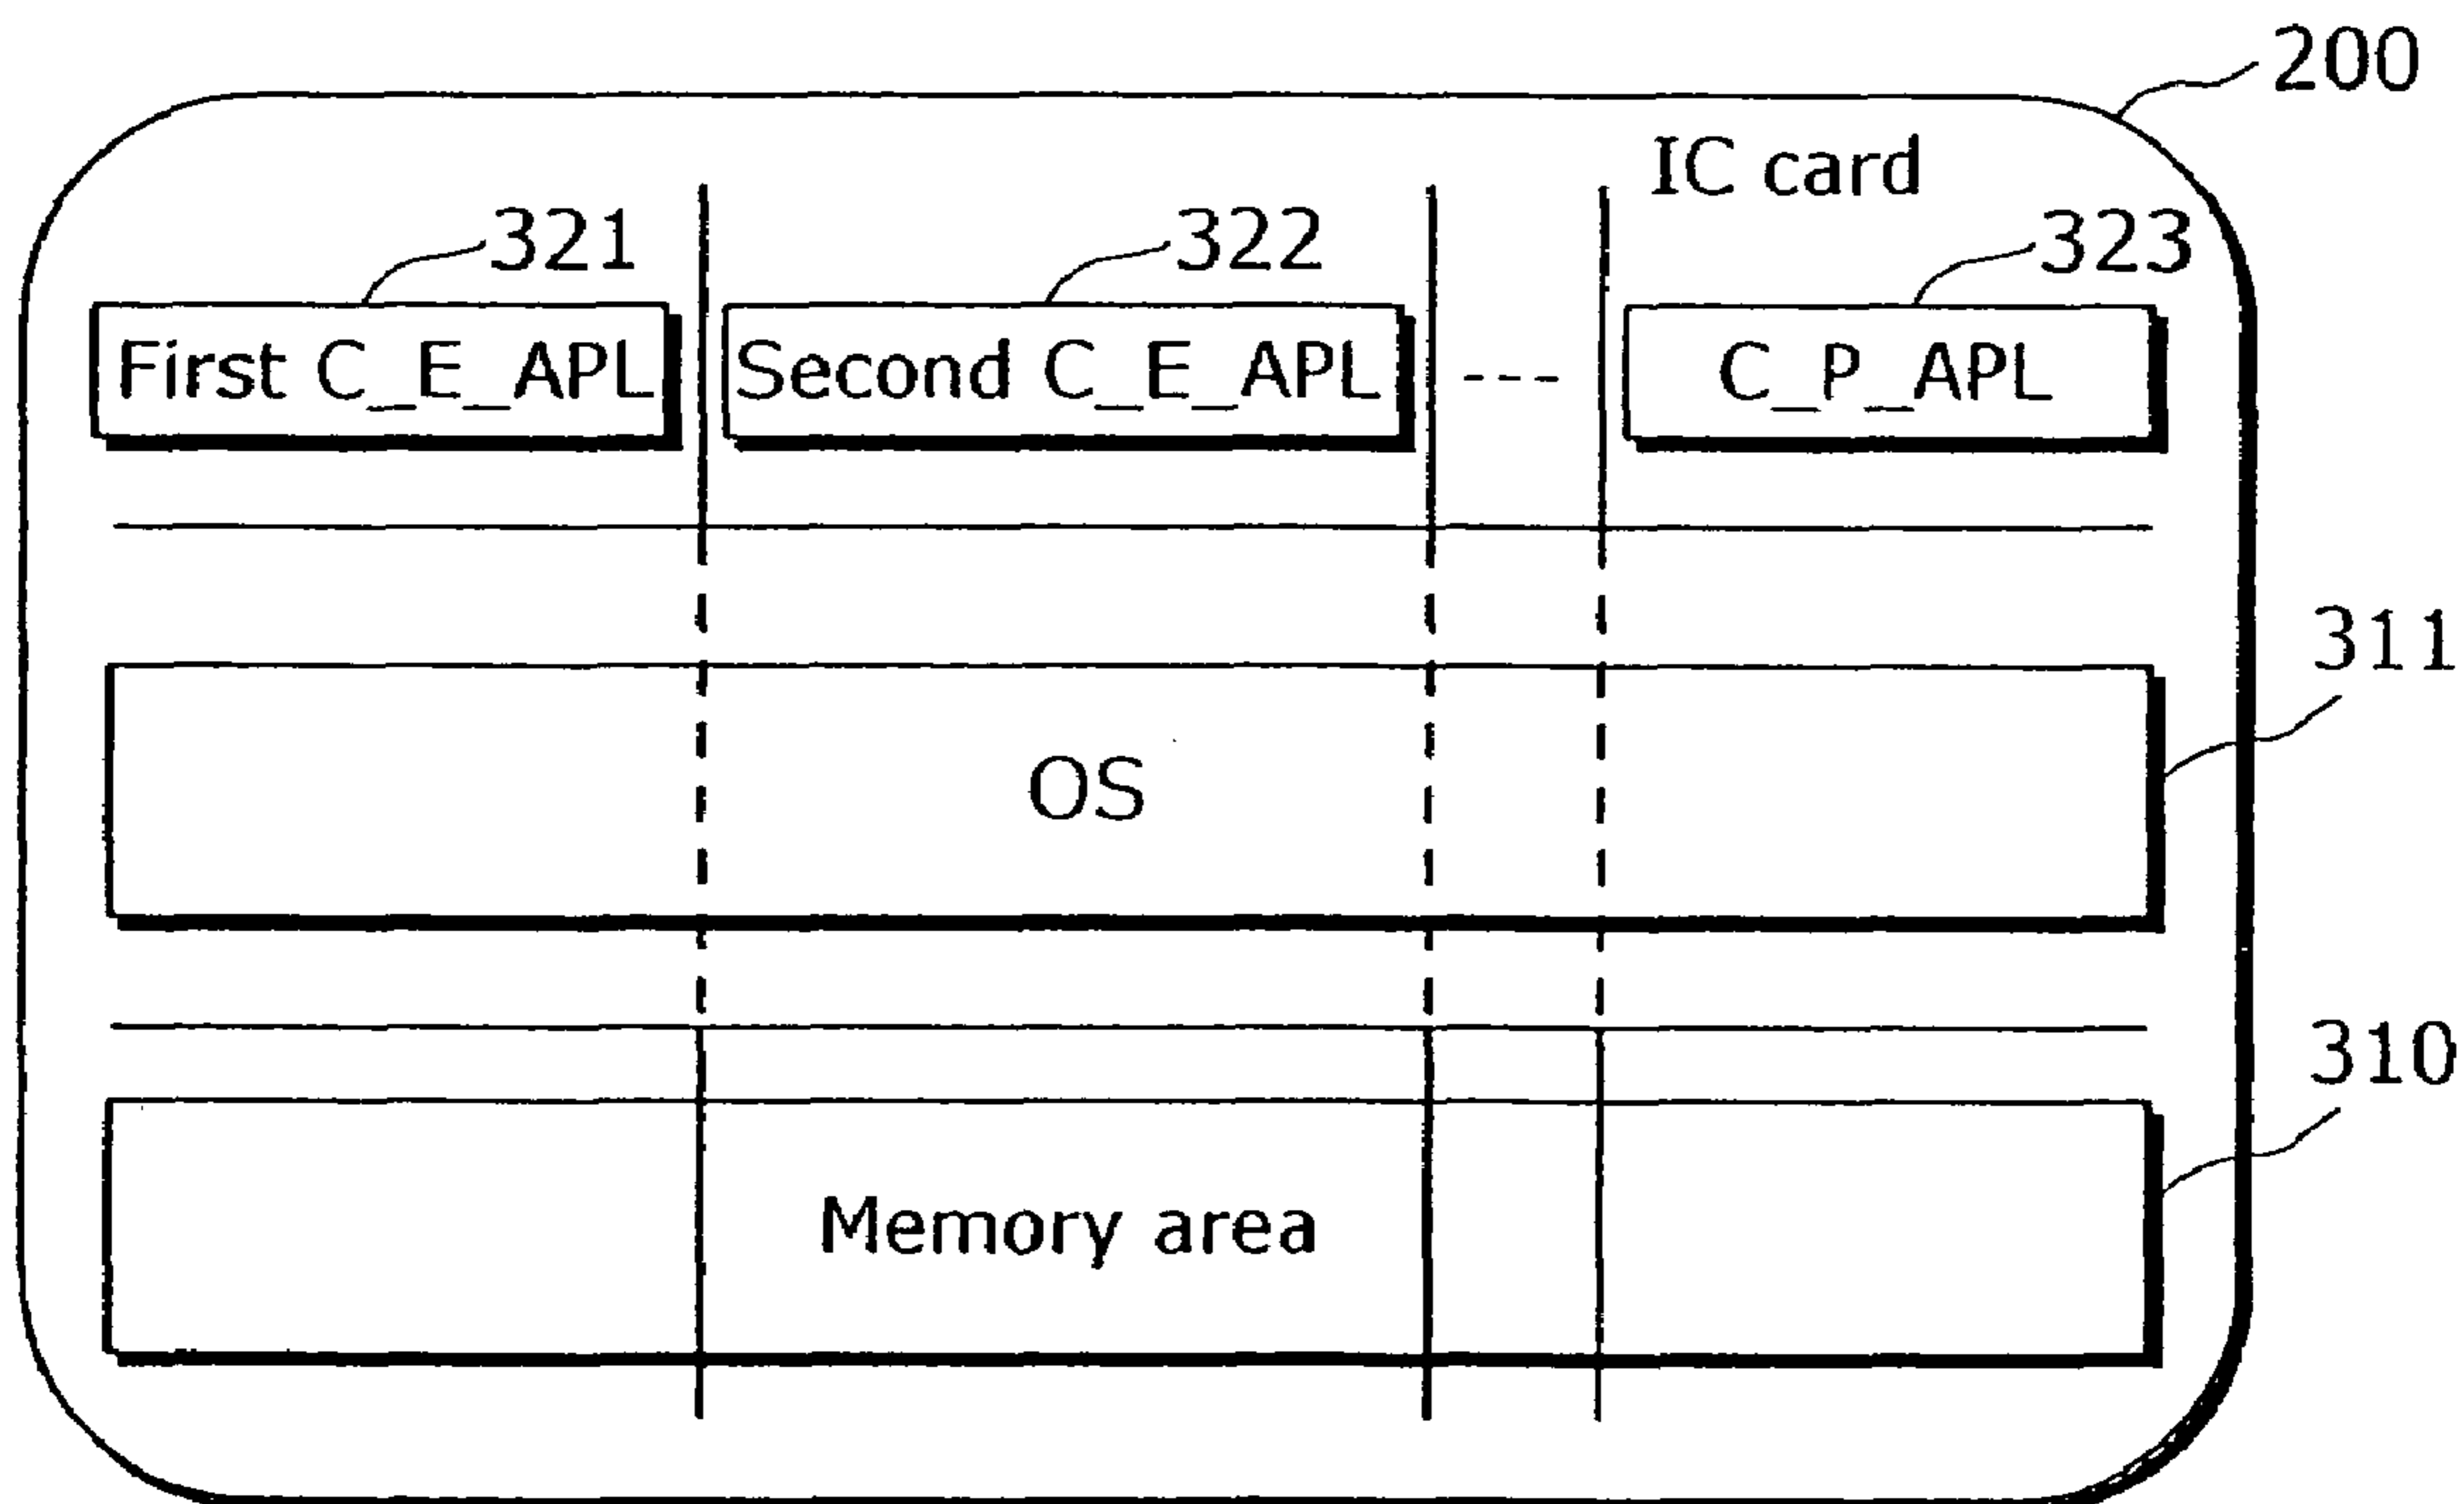 200
IC card
321
322
323
First C_E_APL
Second C_E_APL
---
C_P_APL
311
OS
310
Memory area